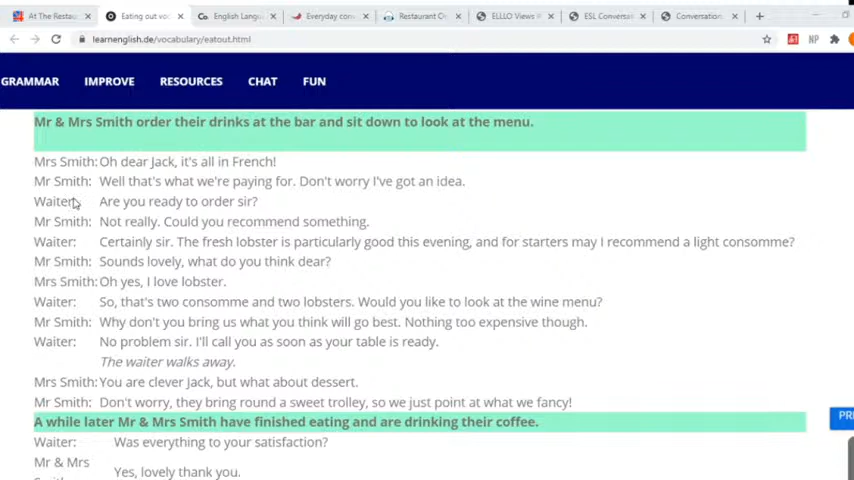 At The Restau
Eating out voc
English Langu
Everyday con
Restaurant C
ELLLO Views
ESL Conversat
Conversation
learnenglish.de/vocabulary/eatout.html
NP
GRAMMAR IMPROVE RESOURCES CHAT FUN
Mr & Mrs Smith order their drinks at the bar and sit down to look at the menu.
Mrs Smith: Oh dear Jack, it's all in French!
Mr Smith: Well that's what we're paying for. Don't worry I've got an idea.
Waiter: Are you ready to order sir?
Mr Smith: Not really. Could you recommend something.
Waiter: Certainly sir. The fresh lobster is particularly good this evening, and for starters may I recommend a light consomme?
Mr Smith: Sounds lovely, what do you think dear?
Mrs Smith: Oh yes, I love lobster.
Waiter: So, that's two consomme and two lobsters. Would you like to look at the wine menu?
Mr Smith: Why don't you bring us what you think will go best. Nothing too expensive though.
Waiter: No problem sir. I'll call you as soon as your table is ready.
The waiter walks away.
Mrs Smith: You are clever Jack, but what about dessert.
Mr Smith: Don't worry, they bring round a sweet trolley, so we just point at what we fancy!
A while later Mr & Mrs Smith have finished eating and are drinking their coffee.
PRI
Waiter: Was everything to your satisfaction?
Mr & Mrs
Yes, lovely thank you.